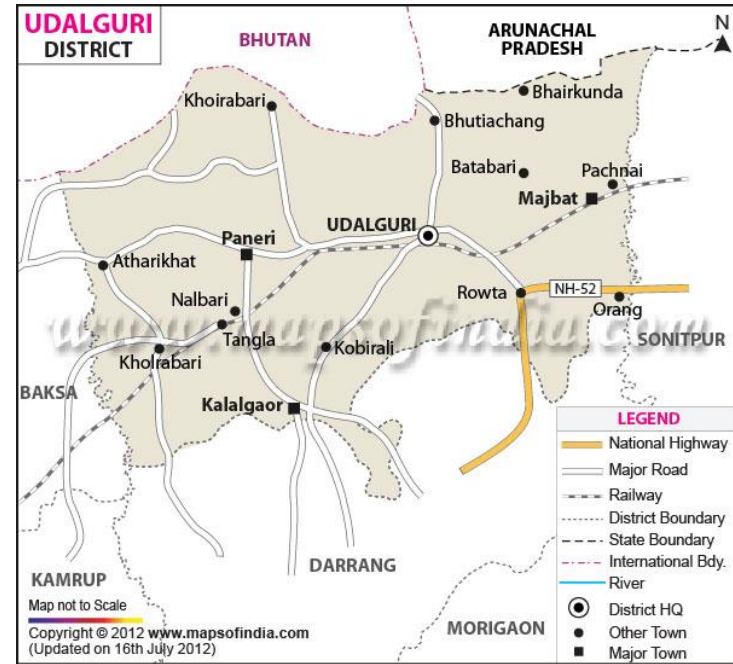 UDALGURI
DISTRICT
BHUTAN
ARUNACHAL
PRADESH
N
Khoirabari
Bhairkunda
Bhutiachang
Batabari
Pachnai
Majbat
UDALGURI
Paneri
Atharikhat
Rowta
NH-52
Orang
Nalbari
www.mapsofindia.com
Tangla
Kobirali
SONITPUR
Kholrabari
BAKSA
Kalalgaor
LEGEND
National Highway
Major Road
Railway
District Boundary
State Boundary
International Bdy.
River
District HQ
Other Town
Major Town
DARRANG
KAMRUP
MORIGAON
Map not to Scale
Copyright © 2012 www.mapsofindia.com
(Updated on 16th July 2012)